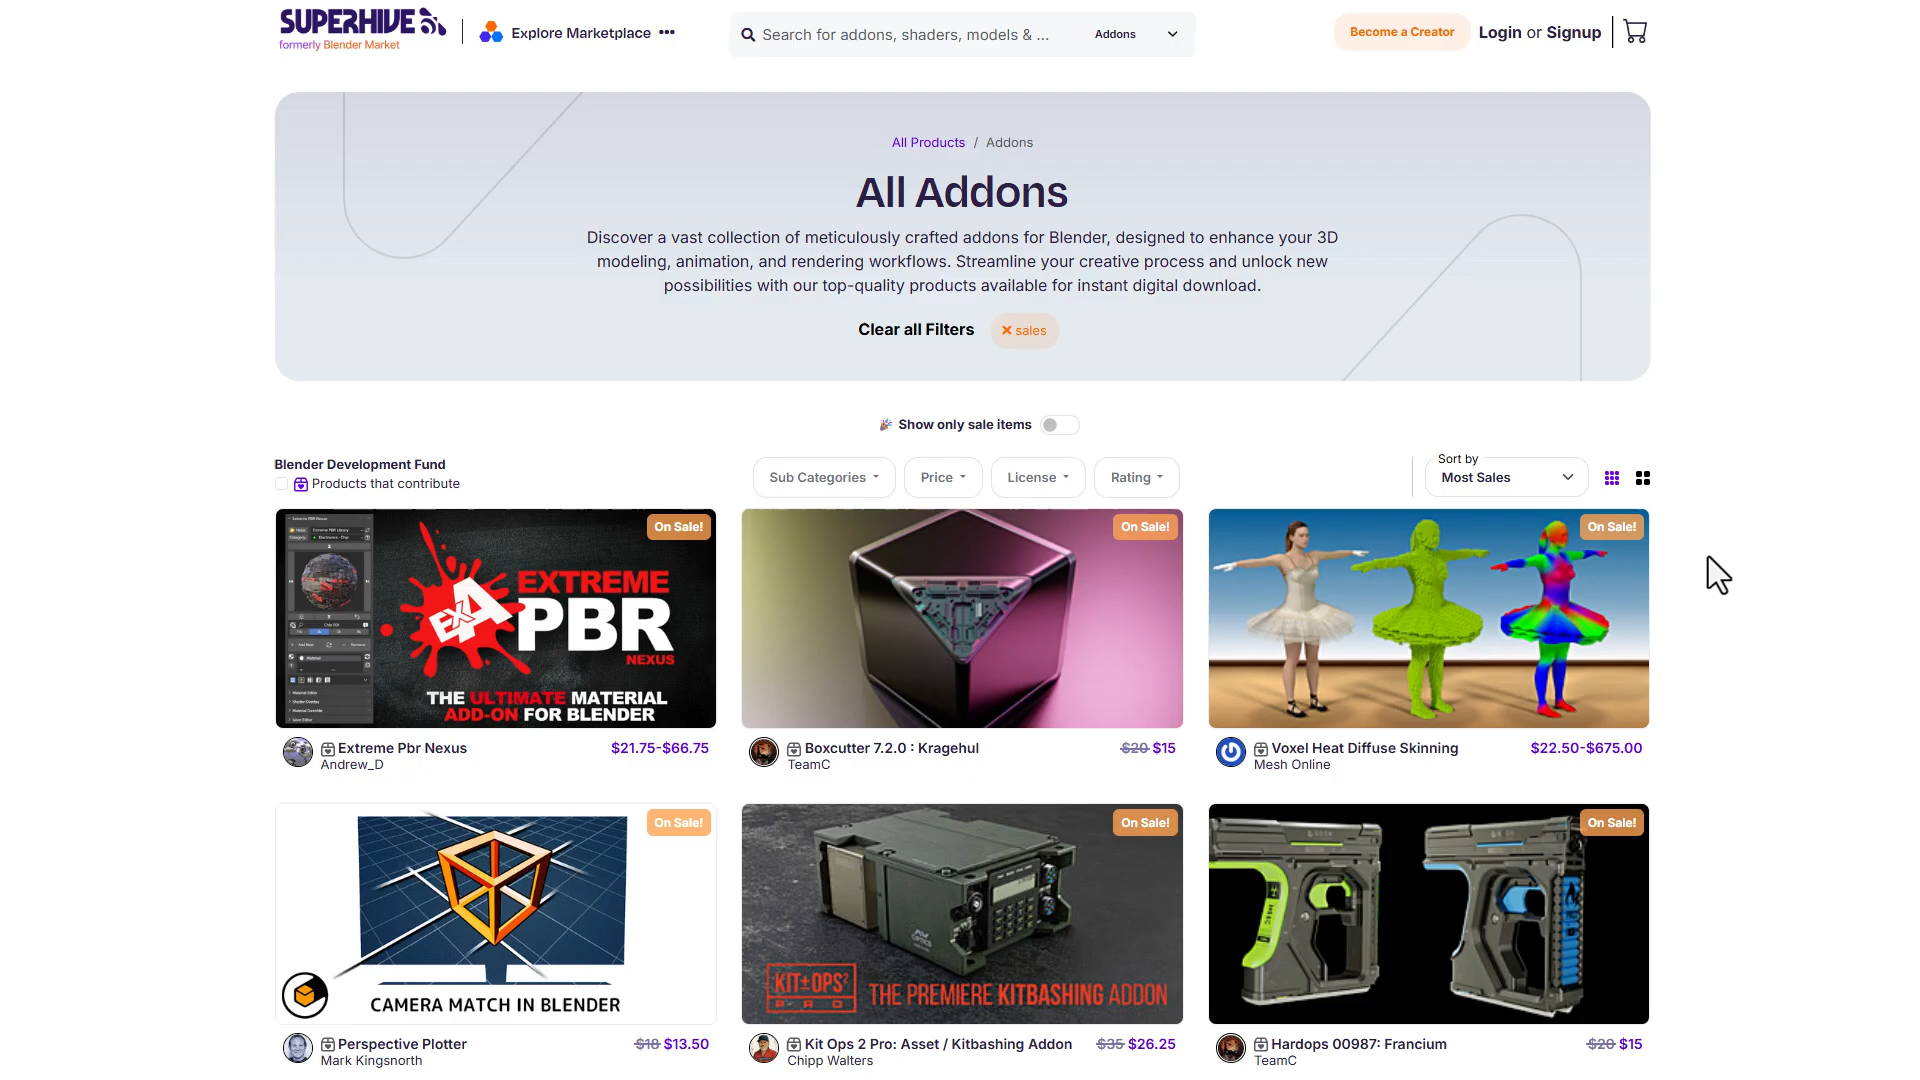 SUPERHIVE
formerly Blender Market
Explore Marketplace •••
Search for addons, shaders, models & ...
Addons
Become a Creator
Login or Signup
All Products / Addons
All Addons
Discover a vast collection of meticulously crafted addons for Blender, designed to enhance your 3D
modeling, animation, and rendering workflows. Streamline your creative process and unlock new
possibilities with our top-quality products available for instant digital download.
Clear all Filters
sales
Show only sale items
Blender Development Fund
Products that contribute
Sub Categories
Price
License
Rating
Sort by
Most Sales
On Sale!
EXA
EXTREME
PBR
NEXUS
THE ULTIMATE MATERIAL
ADD-ON FOR BLENDER
Extreme Pbr Nexus
Andrew_D
$21.75-$66.75
On Sale!
Boxcutter 7.2.0 : Kragehul
TeamC
$20 $15
On Sale!
Voxel Heat Diffuse Skinning
Mesh Online
$22.50-$675.00
On Sale!
CAMERA MATCH IN BLENDER
Perspective Plotter
Mark Kingsnorth
$18 $13.50
On Sale!
KIT±OPS²
PRO
THE PREMIERE KITBASHING ADDON
Kit Ops 2 Pro: Asset / Kitbashing Addon
Chipp Walters
$35 $26.25
On Sale!
Hardops 00987: Francium
TeamC
$20 $15